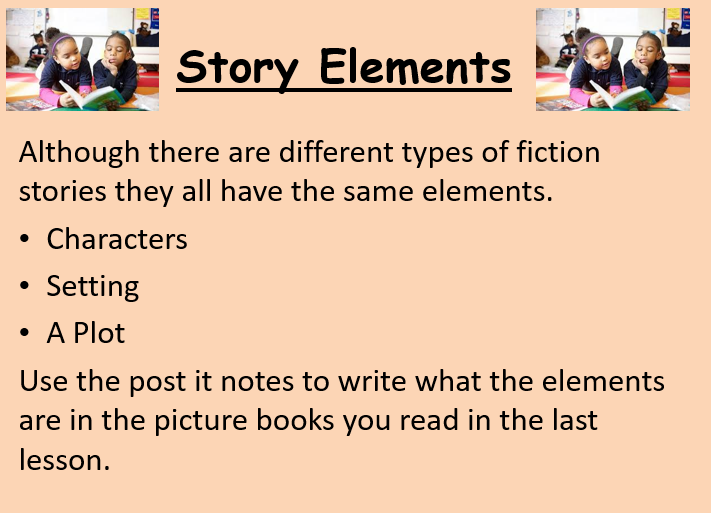 Story Elements
Although there are different types of fiction
stories they all have the same elements.
• Characters
• Setting
• A Plot
Use the post it notes to write what the elements
are in the picture books you read in the last
lesson.